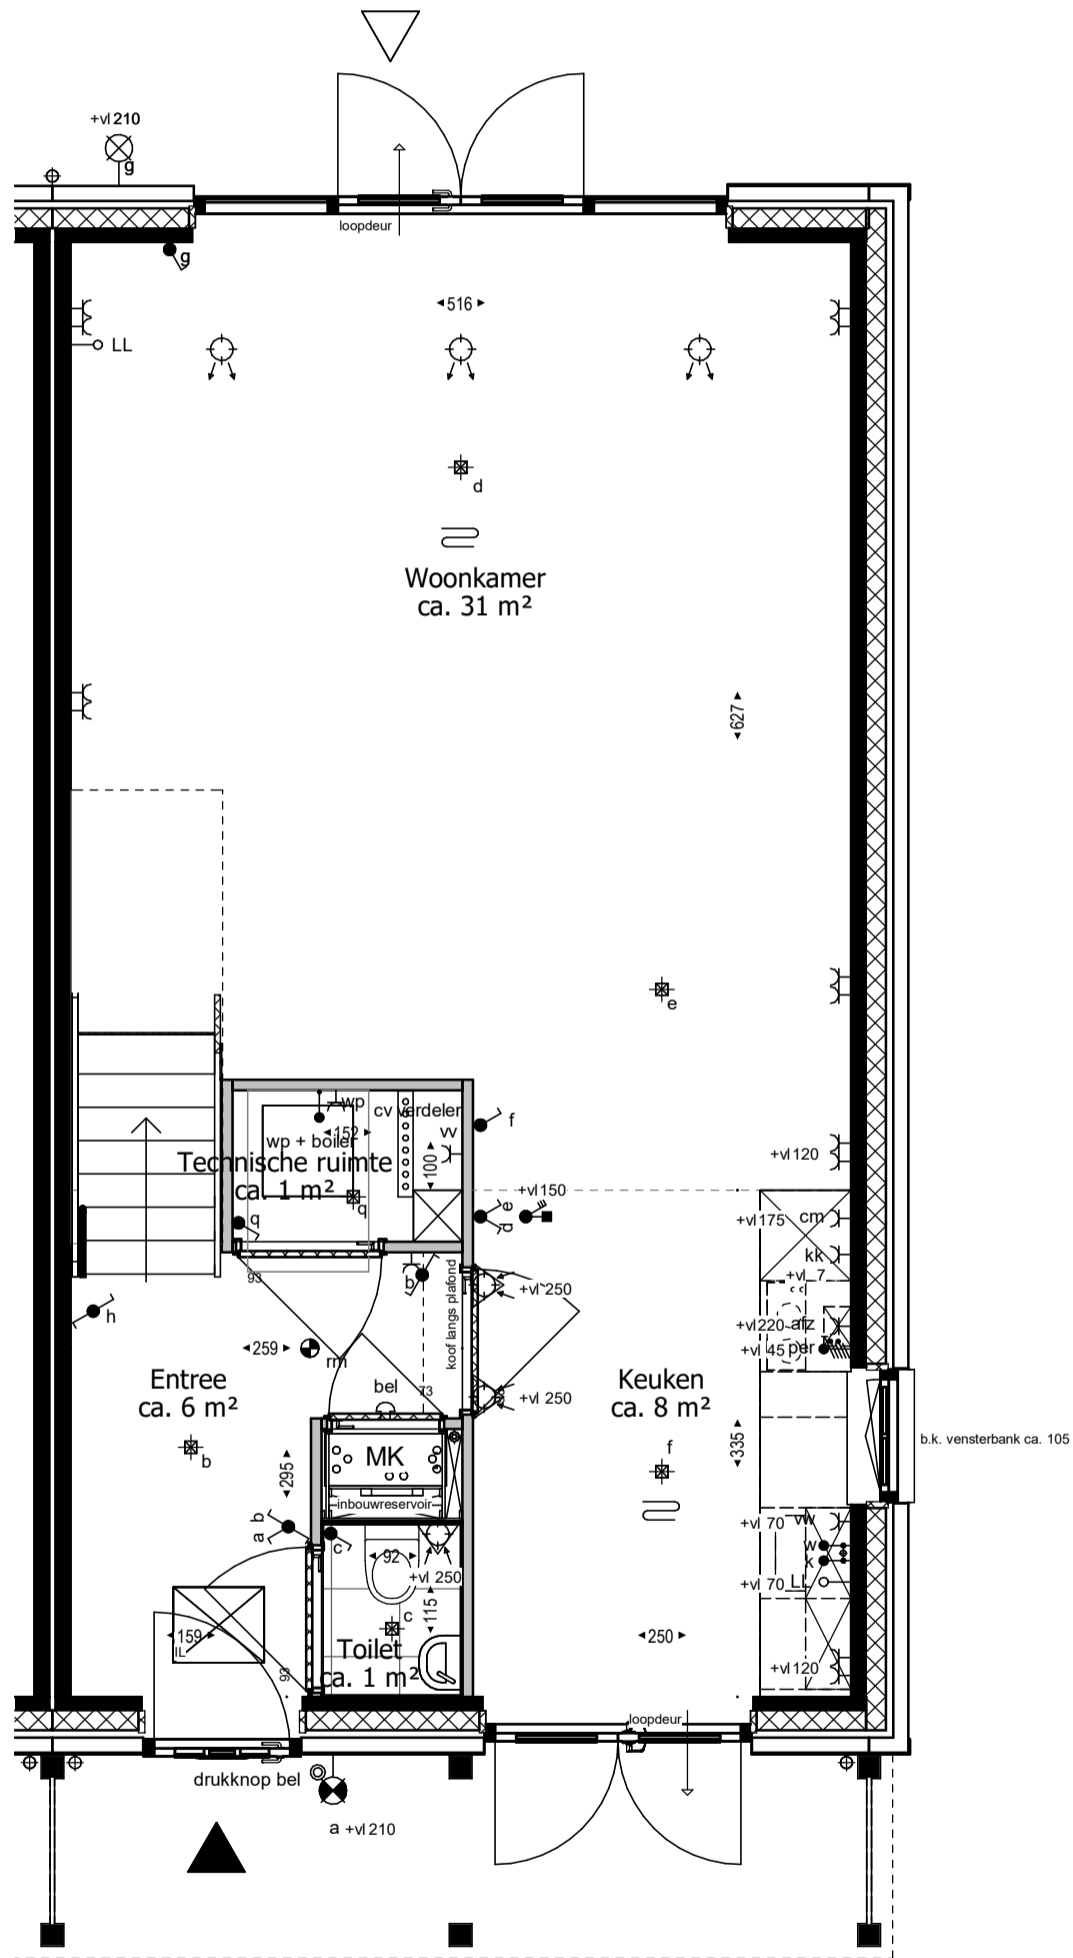 +vl 210
g
loopdeur
g
516
LL
d
Woonkamer
ca. 31 m²
627
e
wp
cv verdeler
f
152
vv
wp + boiler
100
+vl 120
Technische ruimte
ca. 1 m²
q
+vl 150
e
d
q
+vl 175
cm
kk
93
b
koof langs plafond
+vl 250
+vl 7
h
+vl 220
afz
+vl 45
per
259
rm
bel
73
+vl 250
Entree
ca. 6 m²
Keuken
ca. 8 m²
b
295
MK
f
335
b.k. vensterbank ca. 105
inbouwreservoir
a b
c
92
+vl 250
+vl 70
vw
w
k
+vl 70
LL
115
c
159
IL
93
Toilet
ca. 1 m²
250
+vl 120
loopdeur
drukknop bel
a +vl 210